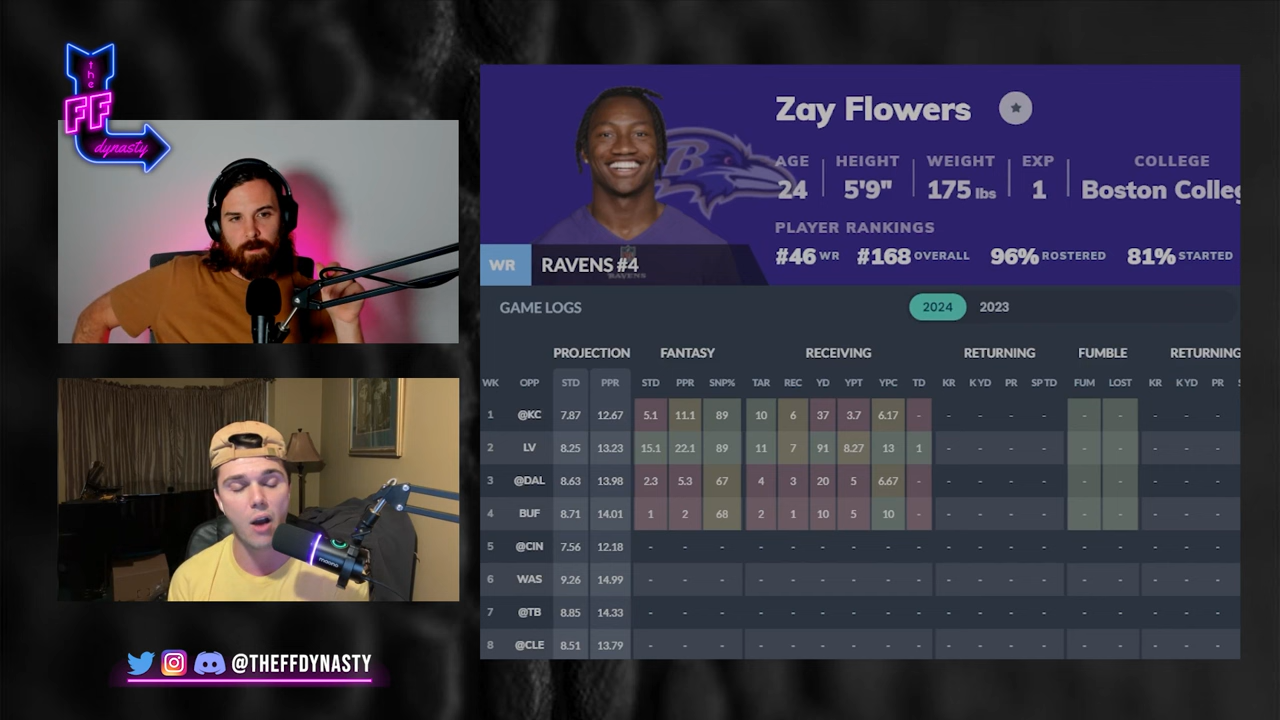 the
FF
dynasty
@THEFFDYNASTY
maono
Zay Flowers
AGE HEIGHT WEIGHT EXP COLLEGE
24 5'9" 175 lbs 1 Boston Colleg
PLAYER RANKINGS
#46 WR #168 OVERALL 96% ROSTERED 81% STARTED
WR RAVENS #4
GAME LOGS 2024 2023
PROJECTION FANTASY RECEIVING RETURNING FUMBLE RETURNING
WK OPP STD PPR STD PPR SNP% TAR REC YD YPT YPC TD KR K YD PR SP TD FUM LOST KR K YD PR
1 @KC 7.87 12.67 5.1 11.1 89 10 6 37 3.7 6.17 - - - - - - - - - -
2 LV 8.25 13.23 15.1 22.1 89 11 7 91 8.27 13 1 - - - - - - - - -
3 @DAL 8.63 13.98 2.3 5.3 67 4 3 20 5 6.67 - - - - - - - - - -
4 BUF 8.71 14.01 1 2 68 2 1 10 5 10 - - - - - - - - - -
5 @CIN 7.56 12.18 - - - - - - - - - - - - - - - - - -
6 WAS 9.26 14.99 - - - - - - - - - - - - - - - - - -
7 @TB 8.85 14.33 - - - - - - - - - - - - - - - - - -
8 @CLE 8.51 13.79 - - - - - - - - - - - - - - - - - -